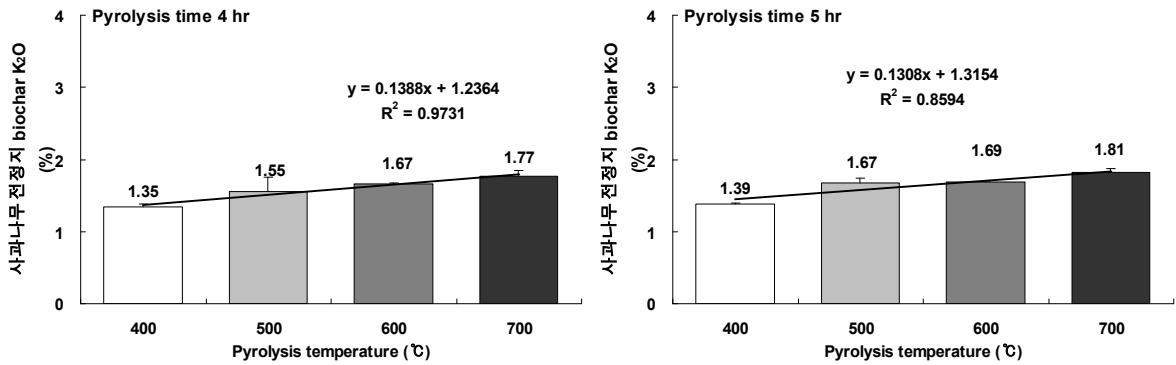 Pyrolysis time 4 hr
사과나무 전정지 biochar K₂O
(%)
4
3
2
1
0
y = 0.1388x + 1.2364
R² = 0.9731
1.35
1.55
1.67
1.77
400
500
600
700
Pyrolysis temperature (℃)
Pyrolysis time 5 hr
사과나무 전정지 biochar K₂O
(%)
4
3
2
1
0
y = 0.1308x + 1.3154
R² = 0.8594
1.39
1.67
1.69
1.81
400
500
600
700
Pyrolysis temperature (℃)